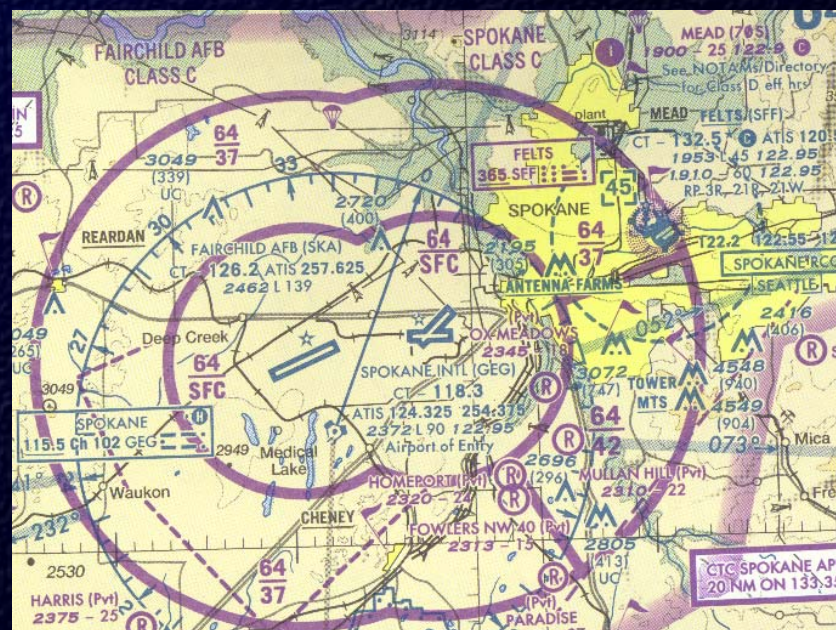 3114
FAIRCHILD AFB
CLASS C
SPOKANE
CLASS C
MEAD (70S)
1900 - 25 122.9 C
See NOTAMs/Directory
for Class D eff hrs
plant
MEAD
FELTS (SFF)
CT - 132.5 * C ATIS 120
1953 L 45 122.95
1910 - 60 122.95
RP 3R, 21R, 21W
FELTS
365 SFF
45
64
37
3049
(339)
UC
33
0
30
27
2720
(400)
REARDAN
SPOKANE
64
37
FAIRCHILD AFB (SKA)
CT - 126.2 ATIS 257.625
2462 L 139
64
SFC
2195
(305)
ANTENNA FARMS
122.2 122.55
SPOKANE RCO
SEATTLE
2416
(406)
052°
(Pvt)
OX-MEADOWS
2345
R
Deep Creek
64
SFC
3049
SPOKANE INTL (GEG)
CT - 118.3
ATIS 124.325 254.375
2372 L 90 122.95
Airport of Entry
3072
TOWER
MTS
4548
(940)
4549
(904)
073°
Mica
64
42
SPOKANE
H
115.5 Ch 102 GEG
2949
Medical
Lake
Waukon
232°
HOMEPORT (Pvt)
2320 -
2696
(296)
MULLAN HILL (Pvt)
2310 - 22
CHENEY
FOWLERS NW 40 (Pvt)
2313 - 15
2805
(413)
UC
64
37
2530
HARRIS (Pvt)
2375 - 25
(Pvt)
PARADISE
CTC SPOKANE AP
20 NM ON 133.3